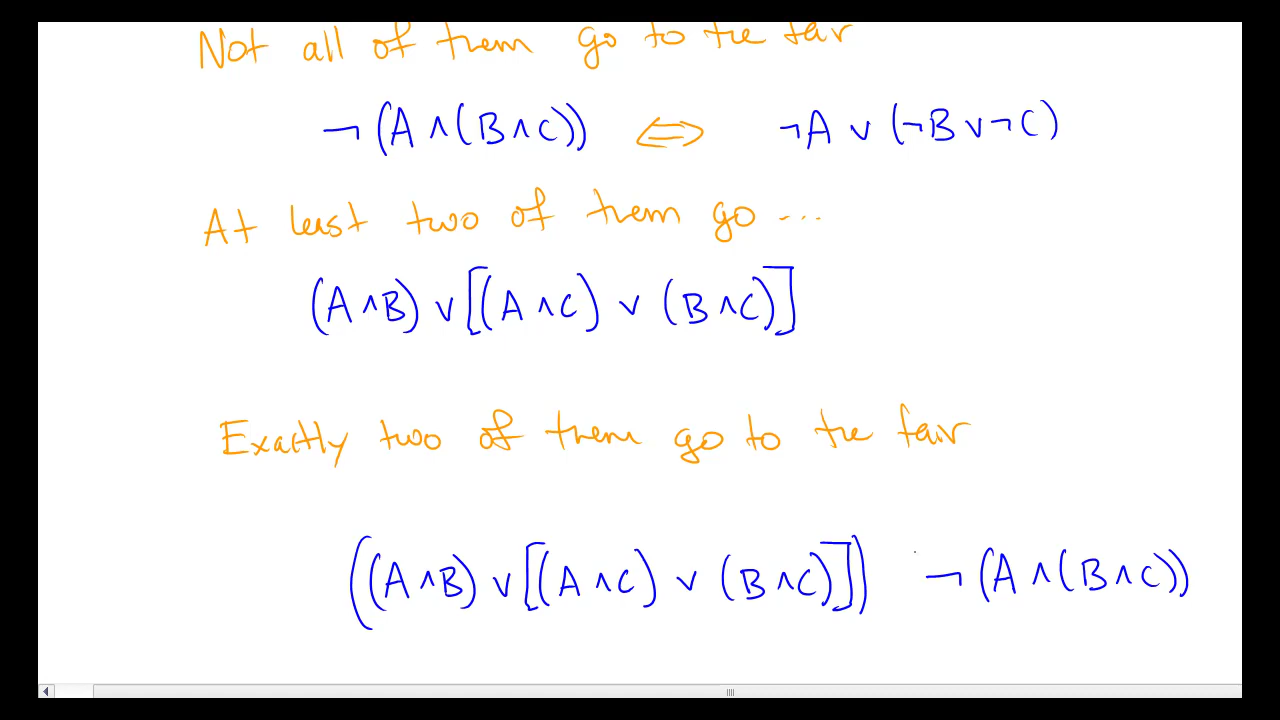 Not all of them go to the fair
¬(A∧(B∧C)) ⇔ ¬A∨(¬B∨¬C)
At least two of them go ...
(A∧B)∨[(A∧C)∨(B∧C)]
Exactly two of them go to the fair
((A∧B)∨[(A∧C)∨(B∧C)]) ¬(A∧(B∧C))